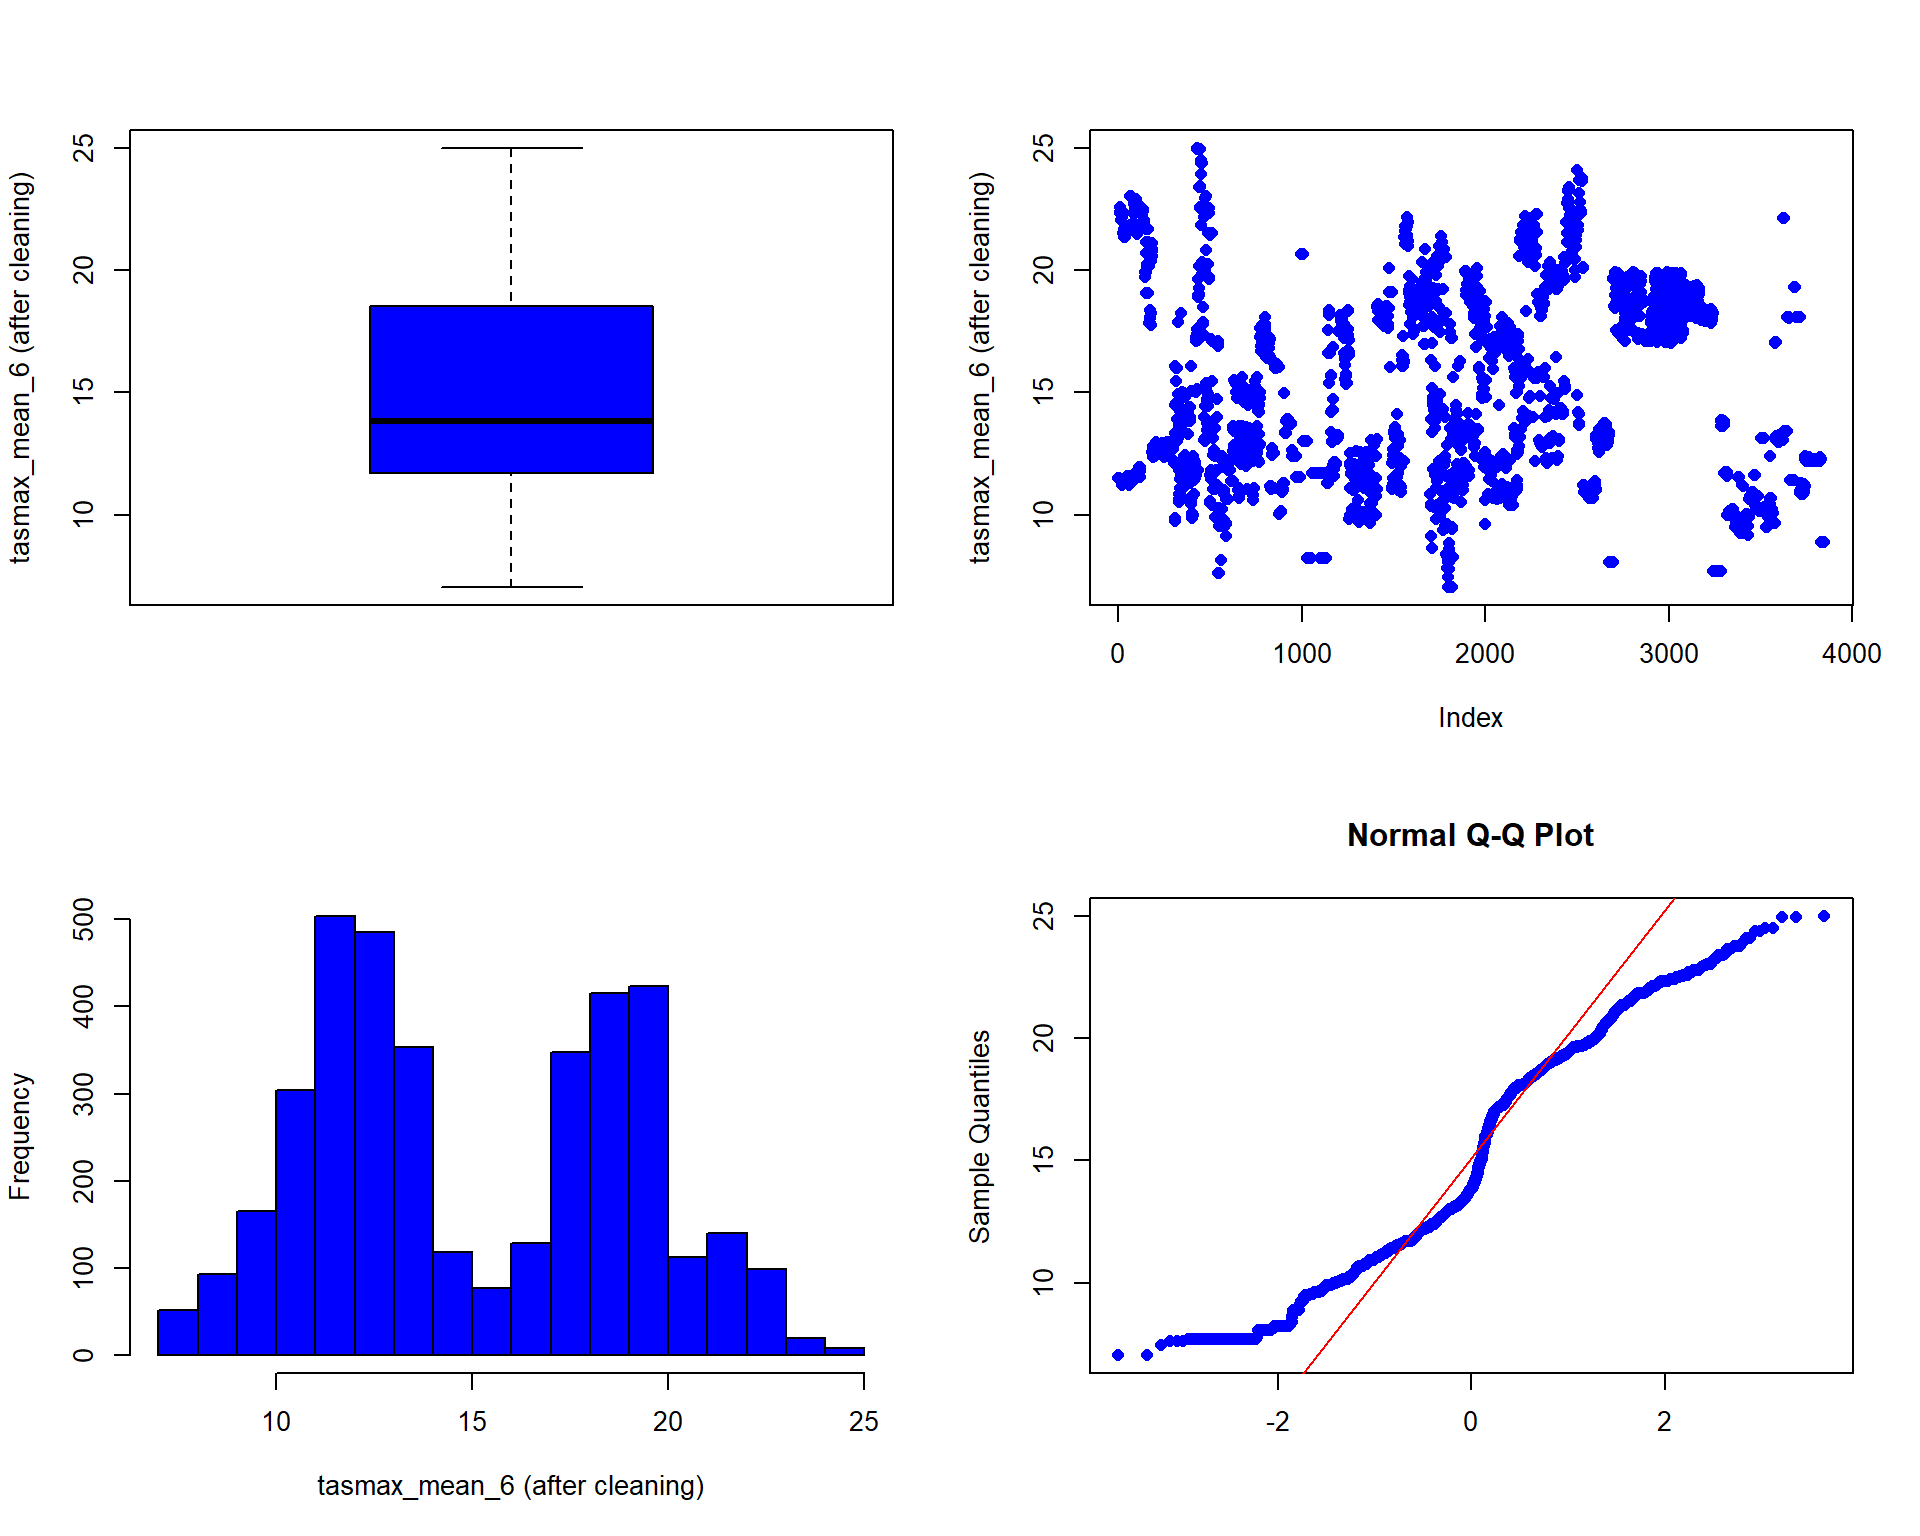 tasmax_mean_6 (after cleaning)
10 15 20 25
tasmax_mean_6 (after cleaning)
10 15 20 25
0 1000 2000 3000 4000
Index
Frequency
0 100 200 300 400 500
10 15 20 25
tasmax_mean_6 (after cleaning)
Normal Q-Q Plot
Sample Quantiles
10 15 20 25
-2 0 2